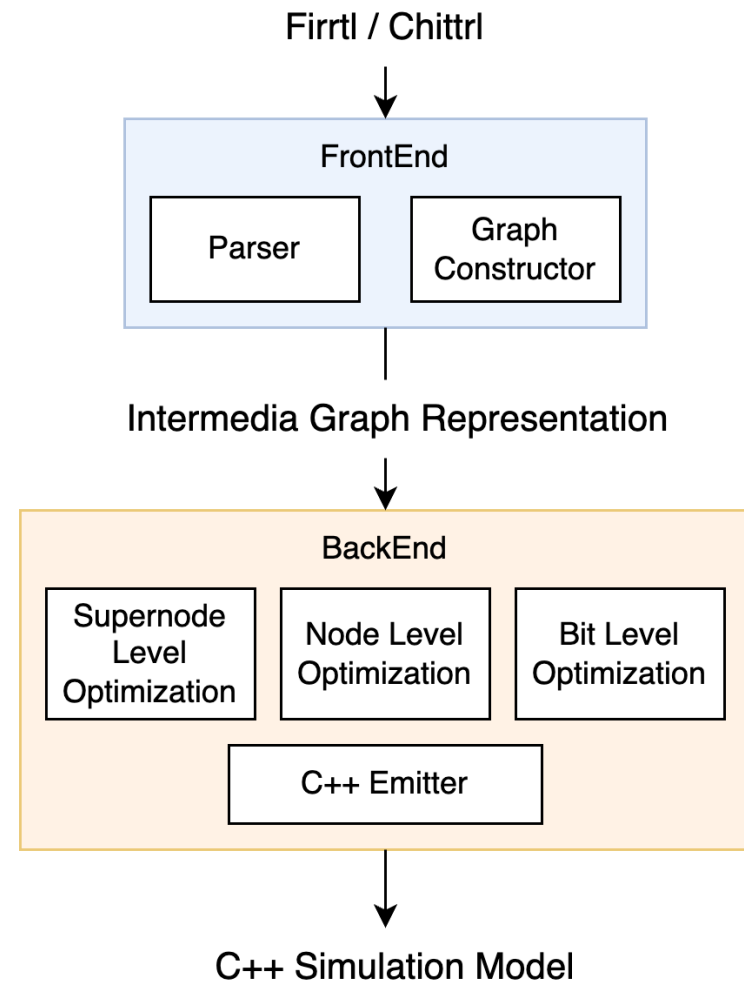 Firrtl / Chittrl
FrontEnd
Parser
Graph
Constructor
Intermedia Graph Representation
BackEnd
Supernode
Level
Optimization
Node Level
Optimization
Bit Level
Optimization
C++ Emitter
C++ Simulation Model